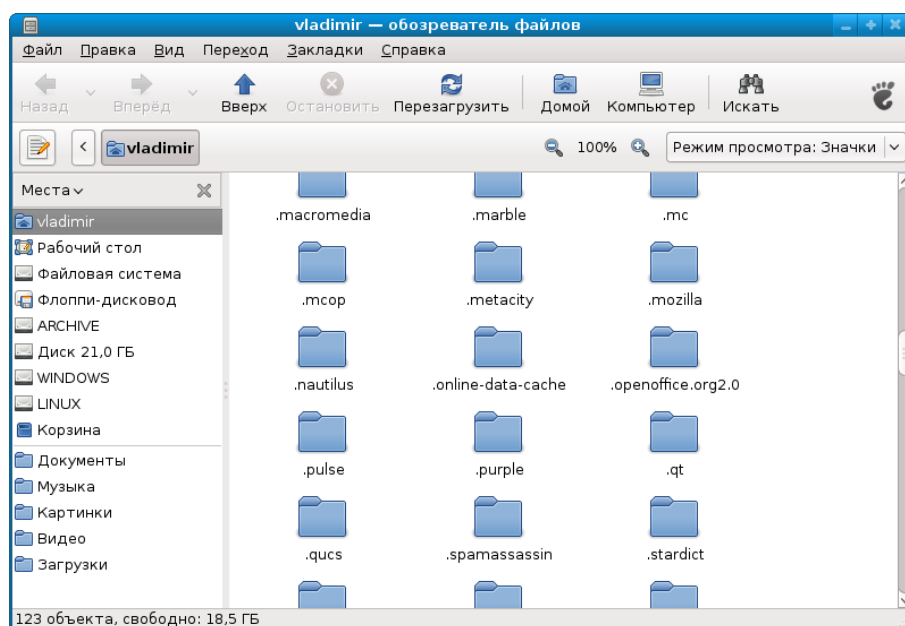 vladimir — обозреватель файлов
Файл Правка Вид Переход Закладки Справка
Назад Вперёд Вверх Остановить Перезагрузить Домой Компьютер Искать
vladimir 100% Режим просмотра: Значки
Места
vladimir
Рабочий стол
Файловая система
Флоппи-дисковод
ARCHIVE
Диск 21,0 ГБ
WINDOWS
LINUX
Корзина
Документы
Музыка
Картинки
Видео
Загрузки
.macromedia .marble .mc
.mcop .metacity .mozilla
.nautilus .online-data-cache .openoffice.org2.0
.pulse .purple .qt
.qucs .spamassassin .stardict
123 объекта, свободно: 18,5 ГБ